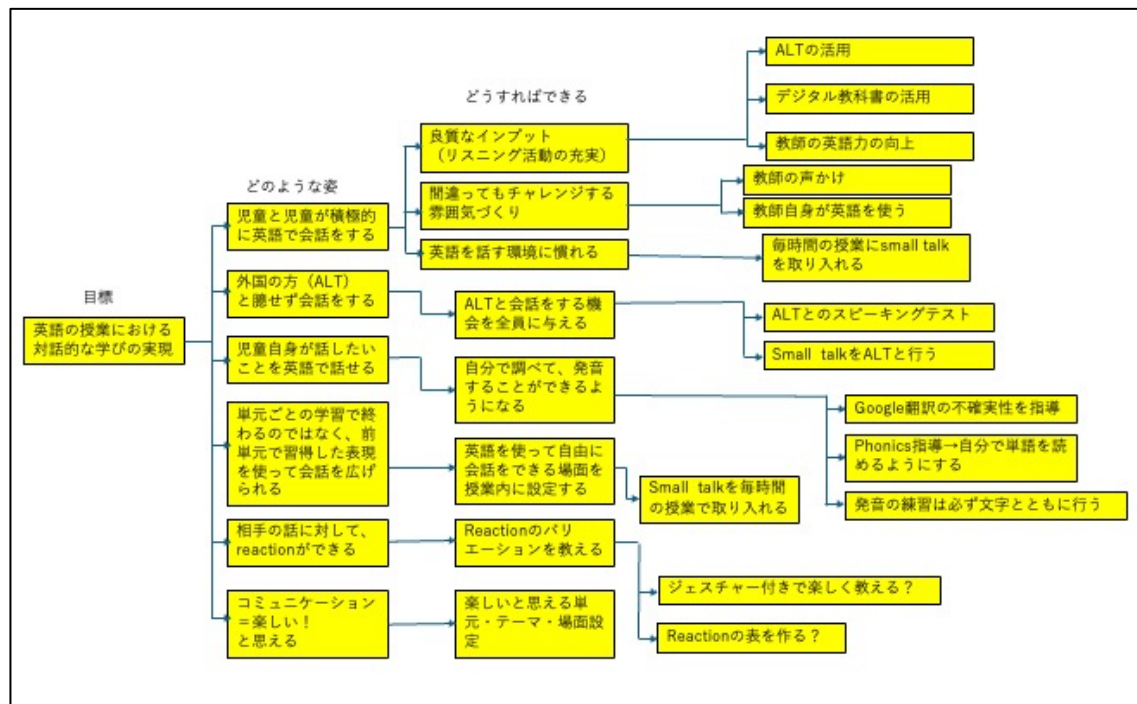 目標
英語の授業における
対話的な学びの実現
どのような姿
児童と児童が積極的
に英語で会話をする
外国の方（ALT）
と臆せず会話をする
児童自身が話したい
ことを英語で話せる
単元ごとの学習で終
わるのではなく、前
単元で習得した表現
を使って会話を広げ
られる
相手の話に対して、
reactionができる
コミュニケーション
＝楽しい！
と思える
どうすればできる
良質なインプット
（リスニング活動の充実）
間違ってもチャレンジする
雰囲気づくり
英語を話す環境に慣れる
ALTと会話をする機
会を全員に与える
自分で調べて、発音
することができるよ
うになる
英語を使って自由に
会話をできる場面を
授業内に設定する
Reactionのバリ
エーションを教える
楽しいと思える単
元・テーマ・場面設
定
ALTの活用
デジタル教科書の活用
教師の英語力の向上
教師の声かけ
教師自身が英語を使う
毎時間の授業にsmall talk
を取り入れる
ALTとのスピーキングテスト
Small talkをALTと行う
Google翻訳の不確実性を指導
Phonics指導→自分で単語を読
めるようにする
発音の練習は必ず文字とともに行う
Small talkを毎時間
の授業で取り入れる
ジェスチャー付きで楽しく教える？
Reactionの表を作る？